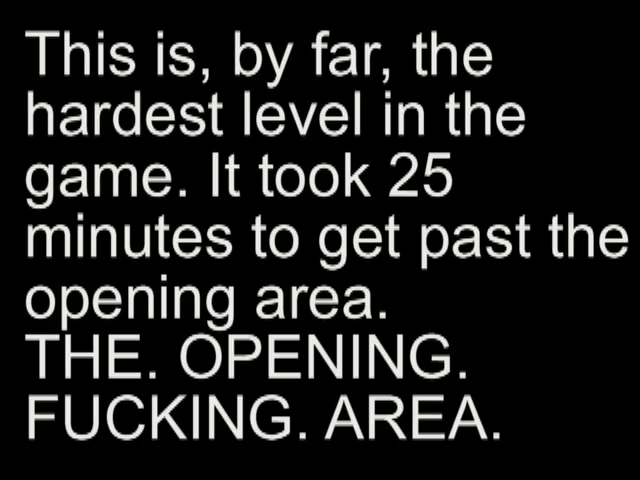 This is, by far, the
hardest level in the
game. It took 25
minutes to get past the
opening area.
THE. OPENING.
FUCKING. AREA.